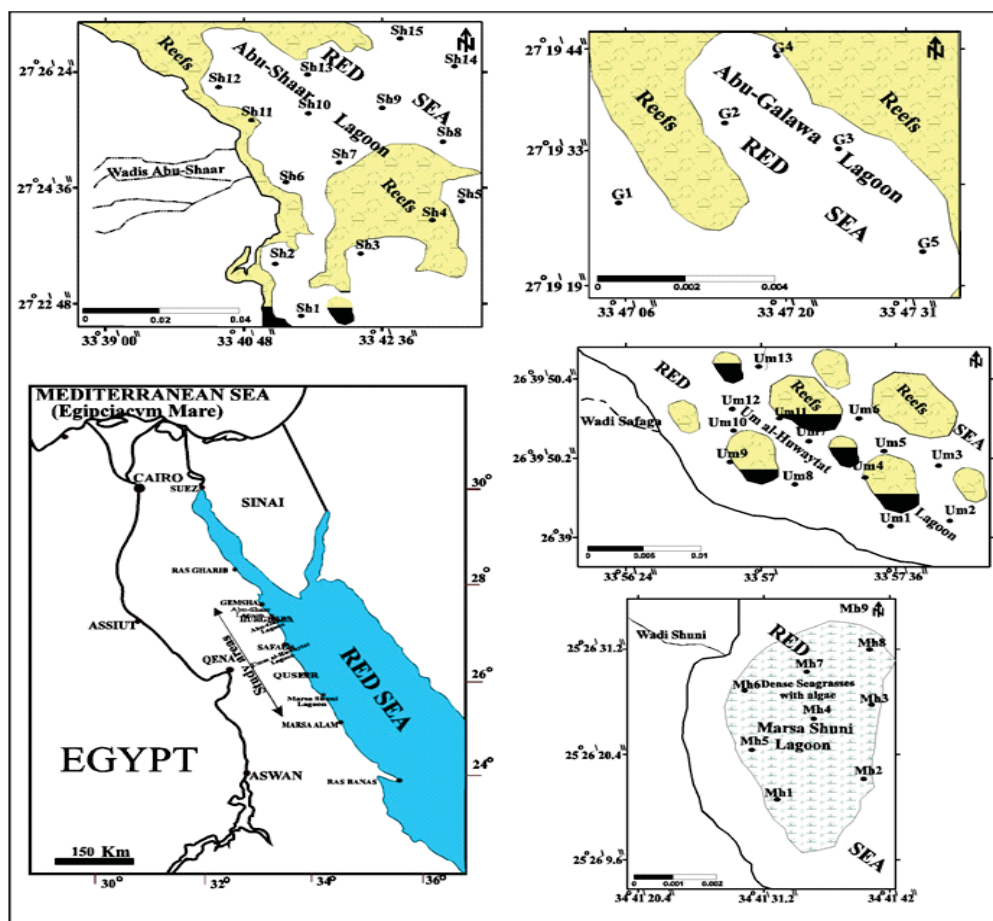 Sh15
N
Reefs
Abu-Shaar
RED
Sh13
Sh14
27° 26 24
Sh12
Sh10
Sh9
SEA
Sh11
Lagoon
Sh8
Sh7
Wadis Abu-Shaar
27° 24 36
Sh6
Reefs
Sh5
Sh4
Sh2
Sh3
27° 22 48
0 0.02 0.04
Sh1
33° 39 00
33° 40 48
33° 42 36
27° 19 44
G4
N
Abu-Galawa
Reefs
Reefs
G2
RED
G3
27° 19 33
Lagoon
G1
SEA
G5
0 0.002 0.004
27° 19 19
33° 47 06
33° 47 20
33° 47 31
MEDITERRANEAN SEA
(Egipciacvm Mare)
CAIRO
SUEZ
SINAI
30°
RAS GHARIB
28°
GEMSHA
Abu-Shaar
Lagoon
ASSIUT
SAFAGA
Lagoon
QENA
Study areas
QUSEIR
26°
RED SEA
Marsa Shuni
Lagoon
MARSA ALAM
EGYPT
ASWAN
RAS BANAS
24°
150 Km
30°
32°
34°
36°
RED
Um13
N
26° 39 50.4
Reefs
Reefs
Um12
Wadi Safaga
Um11
Um6
Um10
Um al-Huwaytat
Um7
SEA
Um5
26° 39 50.2
Um9
Um3
Um4
Um8
Um2
Um1
Lagoon
26° 39
0 0.005 0.01
33° 56 24
33° 57
33° 57 36
Mh9
N
Wadi Shuni
RED
25° 26 31.2
Mh8
Mh7
Mh6
Dense Seagrasses
with algae
Mh3
Mh4
Marsa Shuni
Lagoon
Mh5
25° 26 20.4
Mh2
Mh1
SEA
25° 26 9.6
0 0.001 0.002
34° 41 20.4
34° 41 31.2
34° 41 42